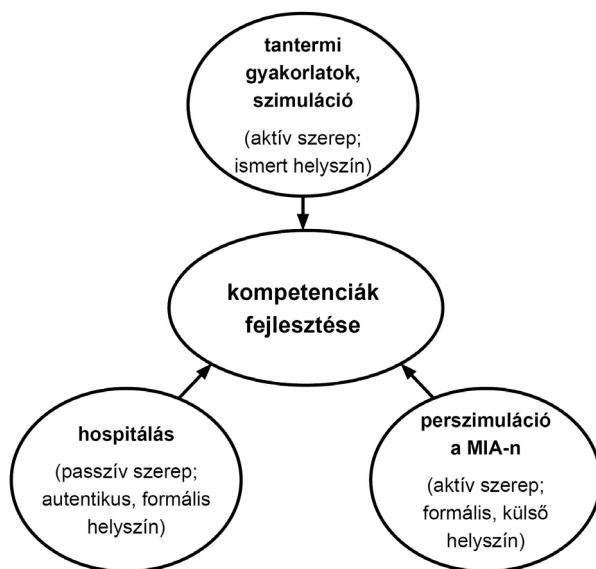 tantermi
gyakorlatok,
szimuláció
(aktív szerep;
ismert helyszín)
kompetenciák
fejlesztése
hospitálás
(passzív szerep;
autentikus, formális
helyszín)
perszimuláció
a MIA-n
(aktív szerep;
formális, külső
helyszín)